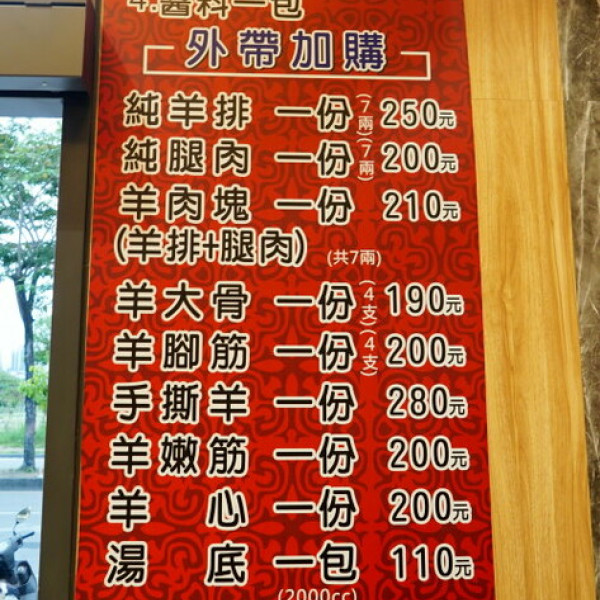 4.醬料一包
外帶加購
純羊排 一份 (7兩) 250元
純腿肉 一份 (7兩) 200元
羊肉塊 一份 210元
(羊排+腿肉) (共7兩)
羊大骨 一份 (4支) 190元
羊腳筋 一份 (4支) 200元
手撕羊 一份 280元
羊嫩筋 一份 200元
羊心 一份 200元
湯底 一包 110元
(2000cc)